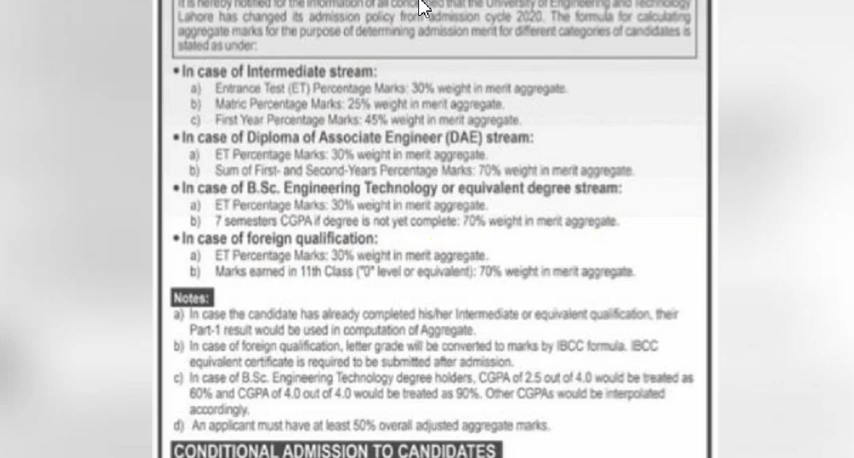 It is hereby notified for the information of all concerned that the University of Engineering and Technology
Lahore has changed its admission policy from admission cycle 2020. The formula for calculating
aggregate marks for the purpose of determining admission merit for different categories of candidates is
stated as under:
• In case of Intermediate stream:
a) Entrance Test (ET) Percentage Marks: 30% weight in merit aggregate.
b) Matric Percentage Marks: 25% weight in merit aggregate.
c) First Year Percentage Marks: 45% weight in merit aggregate.
• In case of Diploma of Associate Engineer (DAE) stream:
a) ET Percentage Marks: 30% weight in merit aggregate.
b) Sum of First- and Second-Years Percentage Marks: 70% weight in merit aggregate.
• In case of B.Sc. Engineering Technology or equivalent degree stream:
a) ET Percentage Marks: 30% weight in merit aggregate.
b) 7 semesters CGPA if degree is not yet complete: 70% weight in merit aggregate.
• In case of foreign qualification:
a) ET Percentage Marks: 30% weight in merit aggregate.
b) Marks earned in 11th Class ("0" level or equivalent): 70% weight in merit aggregate.
Notes:
a) In case the candidate has already completed his/her Intermediate or equivalent qualification, their
Part-1 result would be used in computation of Aggregate.
b) In case of foreign qualification, letter grade will be converted to marks by IBCC formula. IBCC
equivalent certificate is required to be submitted after admission.
c) In case of B.Sc. Engineering Technology degree holders, CGPA of 2.5 out of 4.0 would be treated as
60% and CGPA of 4.0 out of 4.0 would be treated as 90%. Other CGPAs would be interpolated
accordingly.
d) An applicant must have at least 50% overall adjusted aggregate marks.
CONDITIONAL ADMISSION TO CANDIDATES